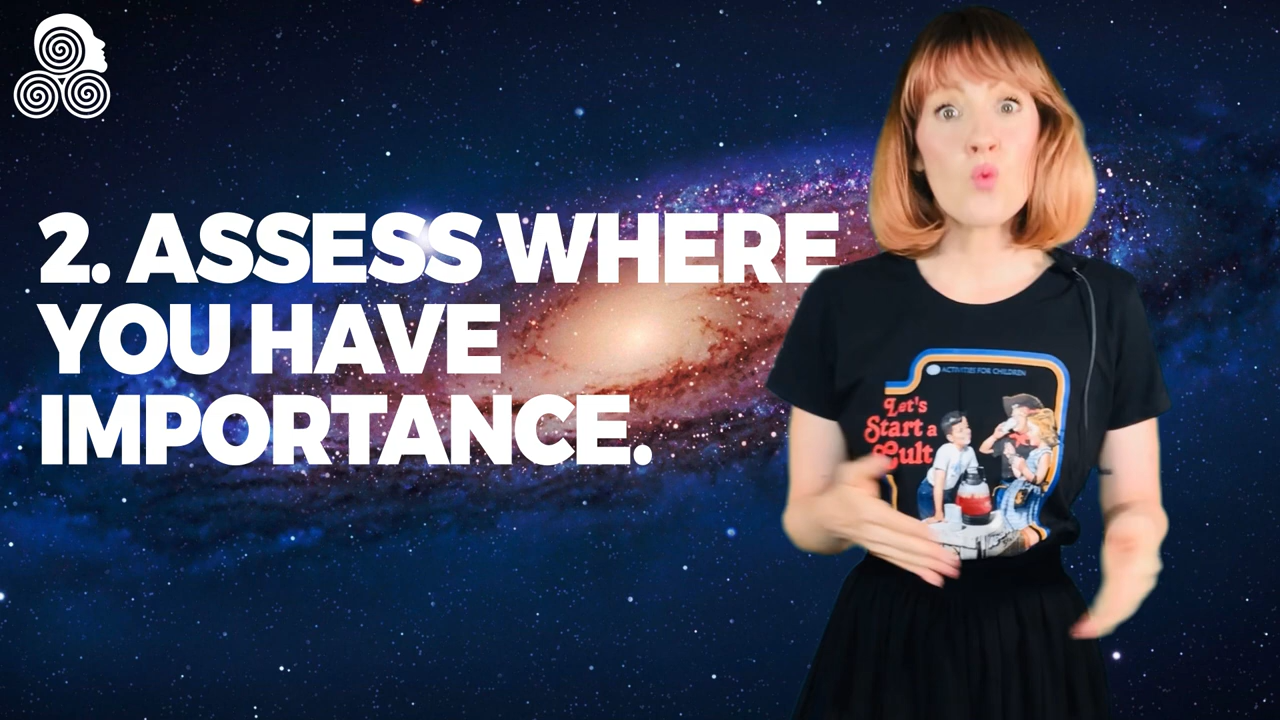 2. ASSESS WHERE
YOU HAVE
IMPORTANCE.
ACTIVITIES FOR CHILDREN
Let's
Start a
Cult